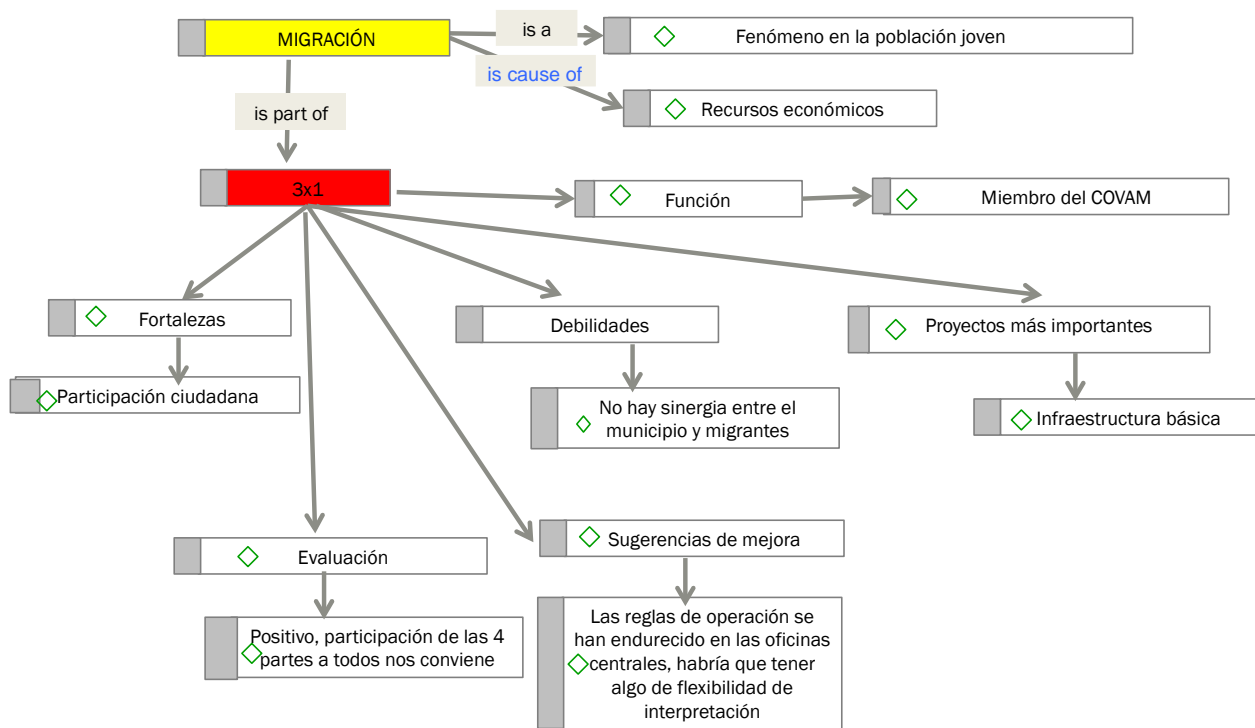 MIGRACIÓN
is a
Fenómeno en la población joven
is cause of
Recursos económicos
is part of
3x1
Función
Miembro del COVAM
Fortalezas
Debilidades
Proyectos más importantes
Participación ciudadana
No hay sinergia entre el
municipio y migrantes
Infraestructura básica
Evaluación
Sugerencias de mejora
Positivo, participación de las 4
partes a todos nos conviene
Las reglas de operación se
han endurecido en las oficinas
centrales, habría que tener
algo de flexibilidad de
interpretación